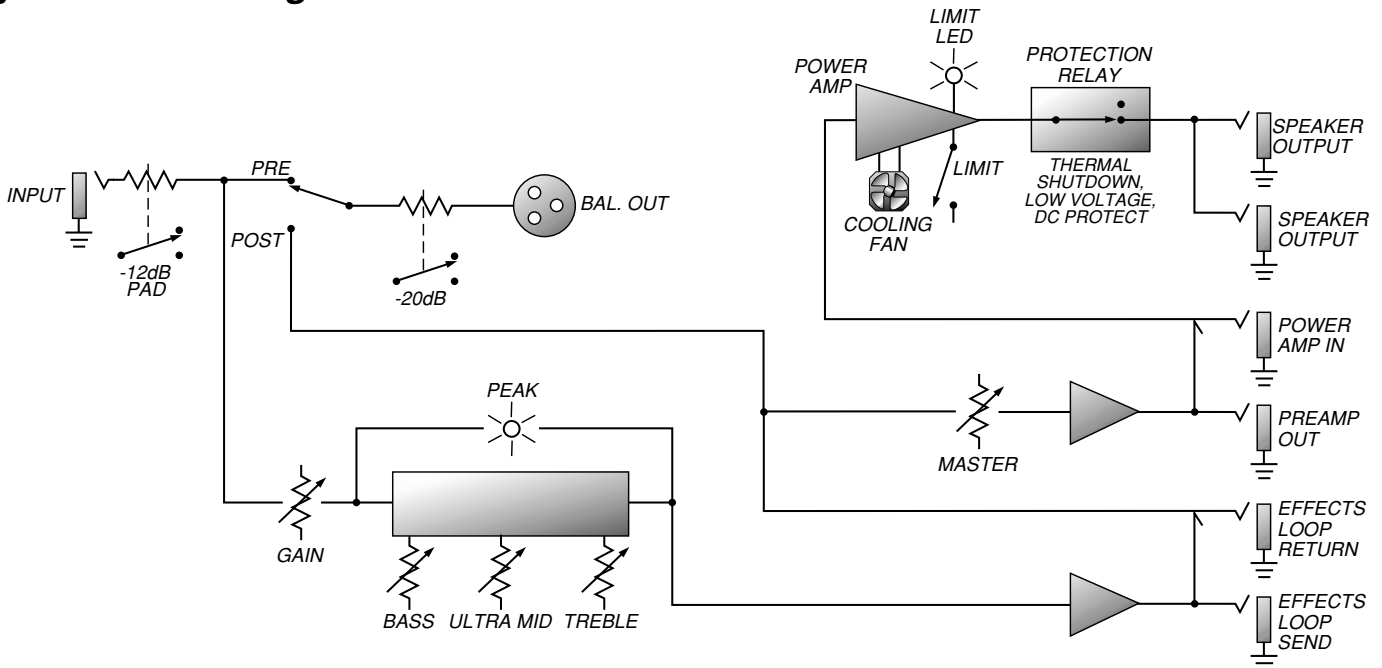 LIMIT
LED
POWER
AMP
PROTECTION
RELAY
SPEAKER
OUTPUT
LIMIT
THERMAL
SHUTDOWN,
LOW VOLTAGE,
DC PROTECT
COOLING
FAN
SPEAKER
OUTPUT
INPUT
PRE
BAL. OUT
POST
-12dB
PAD
-20dB
POWER
AMP IN
PEAK
PREAMP
OUT
MASTER
GAIN
EFFECTS
LOOP
RETURN
BASS
ULTRA MID
TREBLE
EFFECTS
LOOP
SEND